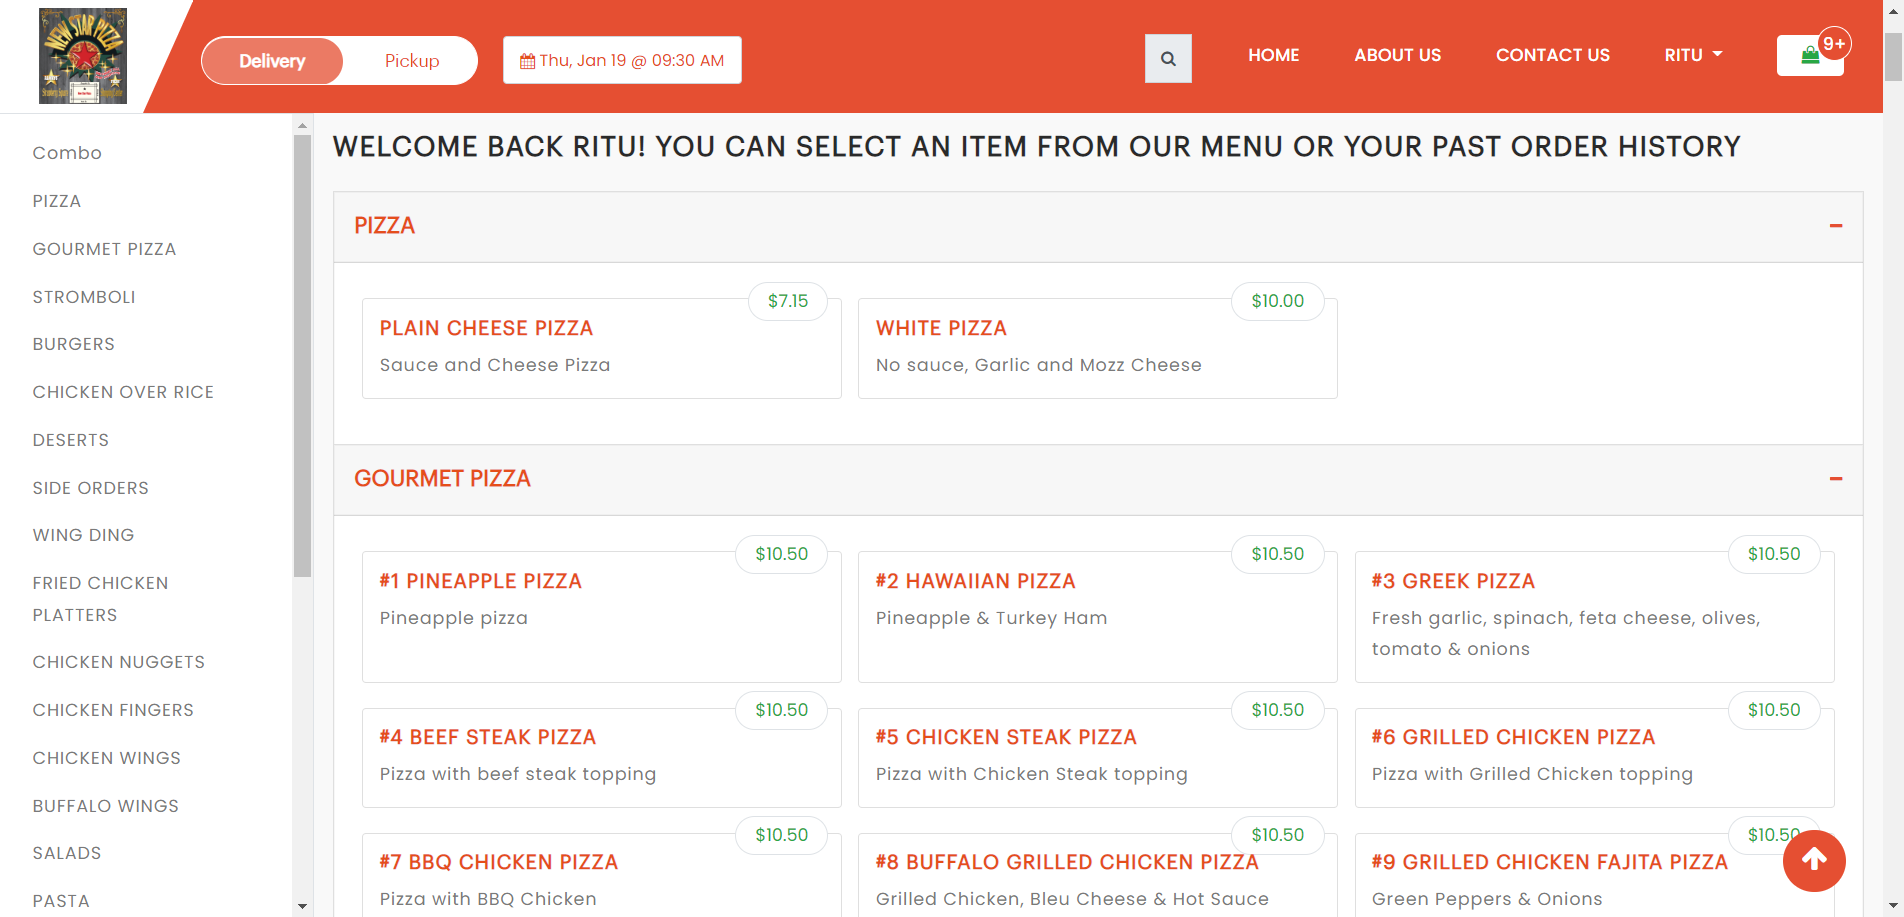 NEW STAR PIZZA
Delivery
Pickup
Thu, Jan 19 @ 09:30 AM
HOME
ABOUT US
CONTACT US
RITU
9+
Combo
PIZZA
GOURMET PIZZA
STROMBOLI
BURGERS
CHICKEN OVER RICE
DESERTS
SIDE ORDERS
WING DING
FRIED CHICKEN
PLATTERS
CHICKEN NUGGETS
CHICKEN FINGERS
CHICKEN WINGS
BUFFALO WINGS
SALADS
PASTA
WELCOME BACK RITU! YOU CAN SELECT AN ITEM FROM OUR MENU OR YOUR PAST ORDER HISTORY
PIZZA
$7.15
PLAIN CHEESE PIZZA
Sauce and Cheese Pizza
$10.00
WHITE PIZZA
No sauce, Garlic and Mozz Cheese
GOURMET PIZZA
$10.50
#1 PINEAPPLE PIZZA
Pineapple pizza
$10.50
#2 HAWAIIAN PIZZA
Pineapple & Turkey Ham
$10.50
#3 GREEK PIZZA
Fresh garlic, spinach, feta cheese, olives,
tomato & onions
$10.50
#4 BEEF STEAK PIZZA
Pizza with beef steak topping
$10.50
#5 CHICKEN STEAK PIZZA
Pizza with Chicken Steak topping
$10.50
#6 GRILLED CHICKEN PIZZA
Pizza with Grilled Chicken topping
$10.50
#7 BBQ CHICKEN PIZZA
Pizza with BBQ Chicken
$10.50
#8 BUFFALO GRILLED CHICKEN PIZZA
Grilled Chicken, Bleu Cheese & Hot Sauce
$10.50
#9 GRILLED CHICKEN FAJITA PIZZA
Green Peppers & Onions